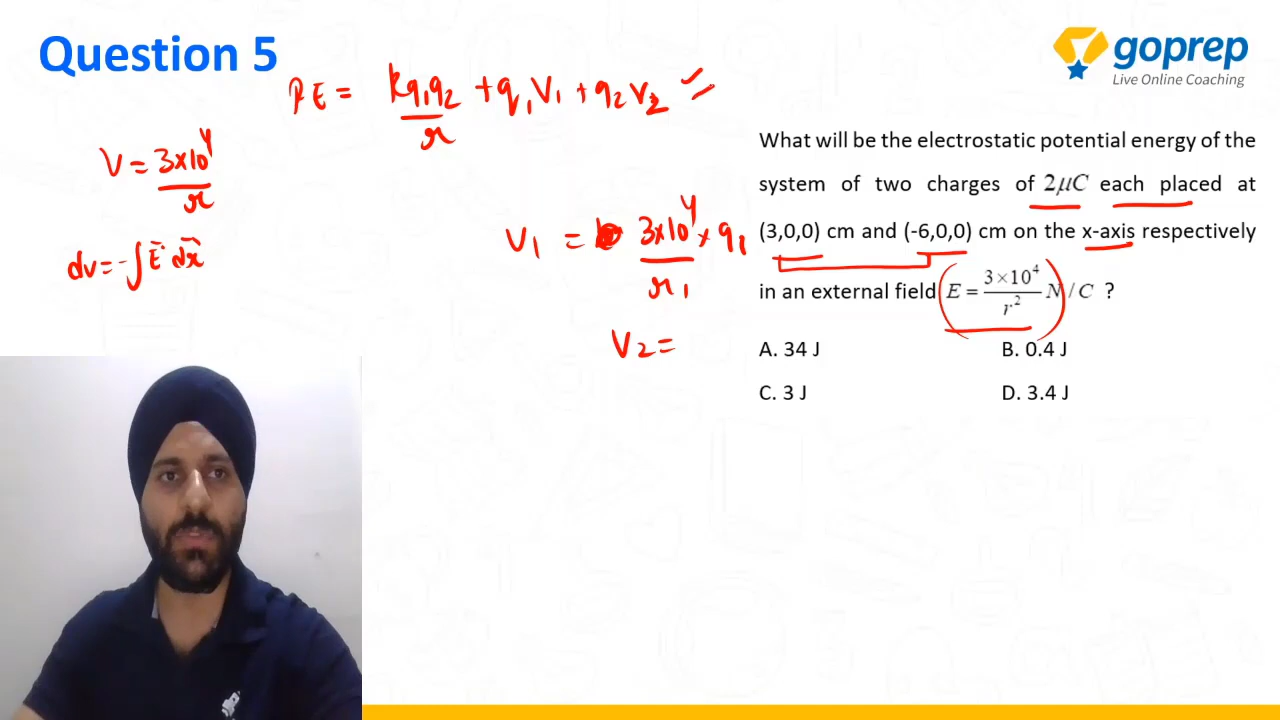 Question 5
goprep
Live Online Coaching
PE = kq₁q₂/r + q₁V₁ + q₂V₂
V = 3×10⁴/r
dv = -∫E⃗ dx⃗
V₁ = 3×10⁴/r₁ × q₁
V₂ =
What will be the electrostatic potential energy of the
system of two charges of 2μC each placed at
(3,0,0) cm and (-6,0,0) cm on the x-axis respectively
in an external field E = 3×10⁴/r² N / C ?
A. 34 J
B. 0.4 J
C. 3 J
D. 3.4 J